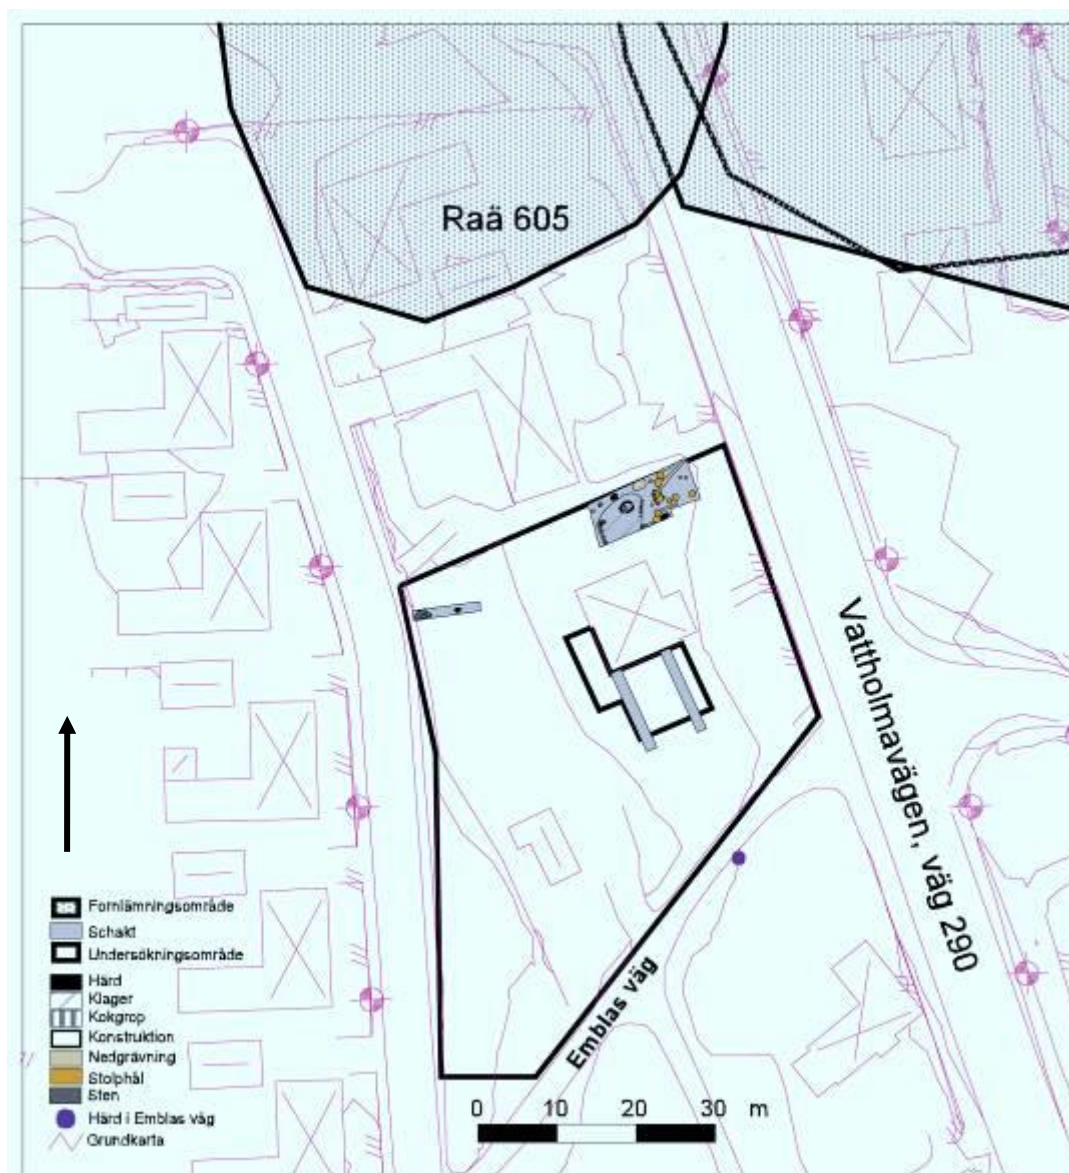 Raä 605
Vattholmavägen, väg 290
Emblas väg
Fornlämningsområde
Schakt
Undersökningsområde
Härd
Klager
Kokgrop
Konstruktion
Nedgrävning
Stolphål
Sten
Härd i Emblas väg
Grundkarta
0 10 20 30 m